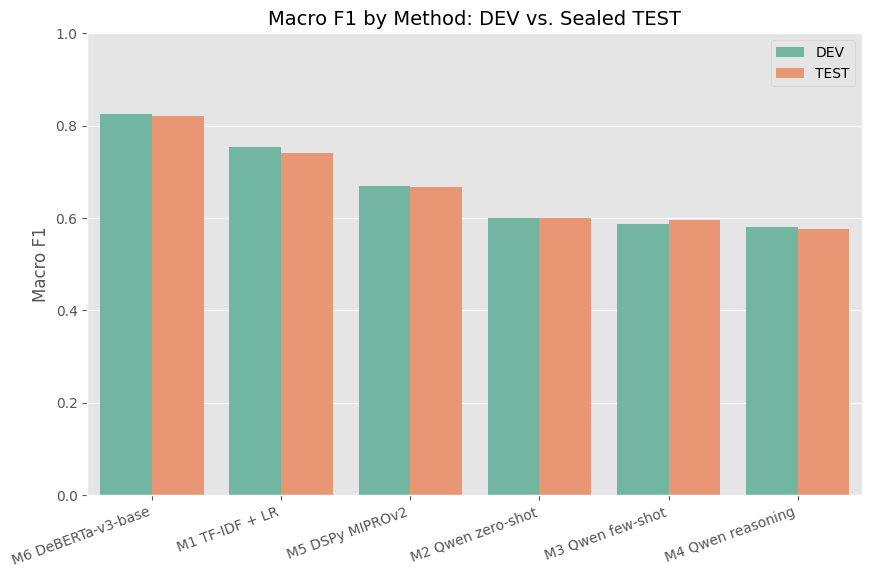 Macro F1 by Method: DEV vs. Sealed TEST
DEV
TEST
Macro F1
1.0
0.8
0.6
0.4
0.2
0.0
M6 DeBERTa-v3-base
M1 TF-IDF + LR
M5 DSPy MIPROv2
M2 Qwen zero-shot
M3 Qwen few-shot
M4 Qwen reasoning